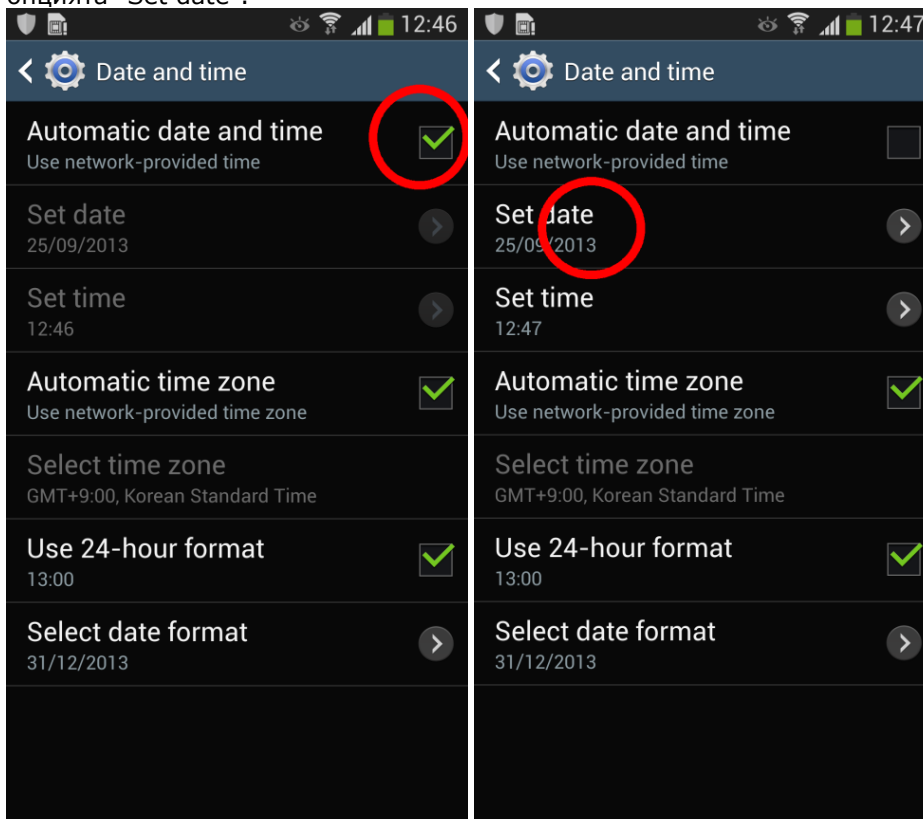 опцията "Set date".
12:46
Date and time
Automatic date and time
Use network-provided time
Set date
25/09/2013
Set time
12:46
Automatic time zone
Use network-provided time zone
Select time zone
GMT+9:00, Korean Standard Time
Use 24-hour format
13:00
Select date format
31/12/2013
12:47
Date and time
Automatic date and time
Use network-provided time
Set date
25/09/2013
Set time
12:47
Automatic time zone
Use network-provided time zone
Select time zone
GMT+9:00, Korean Standard Time
Use 24-hour format
13:00
Select date format
31/12/2013